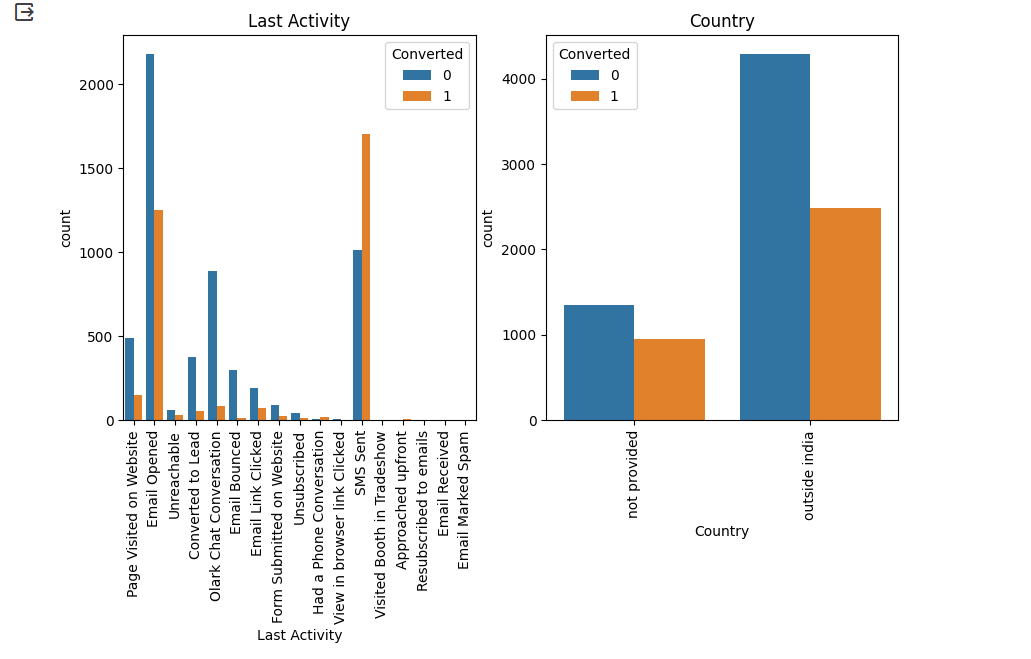 Last Activity
Converted
0
1
2000
1500
1000
500
0
count
Page Visited on Website
Email Opened
Unreachable
Converted to Lead
Olark Chat Conversation
Email Bounced
Email Link Clicked
Form Submitted on Website
Unsubscribed
Had a Phone Conversation
View in browser link Clicked
SMS Sent
Visited Booth in Tradeshow
Approached upfront
Resubscribed to emails
Email Received
Email Marked Spam
Last Activity
Country
Converted
0
1
4000
3000
2000
1000
0
count
not provided
outside india
Country